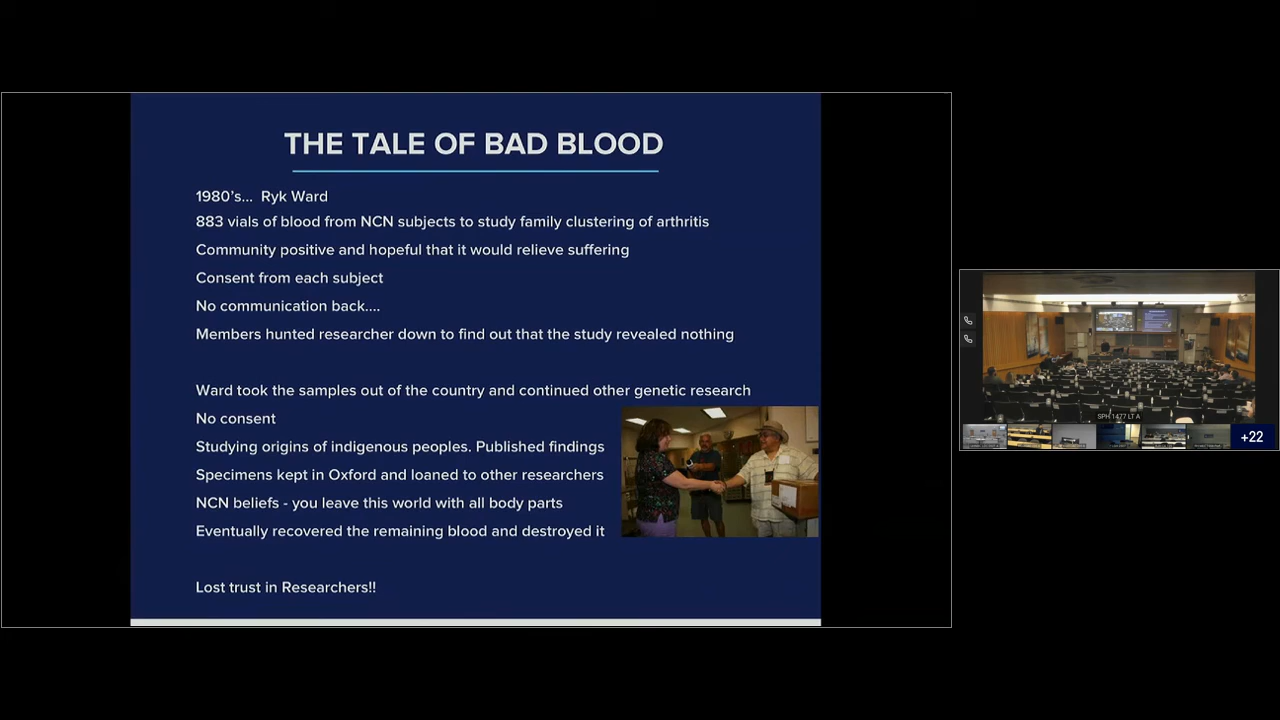 THE TALE OF BAD BLOOD
1980's... Ryk Ward
883 vials of blood from NCN subjects to study family clustering of arthritis
Community positive and hopeful that it would relieve suffering
Consent from each subject
No communication back....
Members hunted researcher down to find out that the study revealed nothing
Ward took the samples out of the country and continued other genetic research
No consent
Studying origins of indigenous peoples. Published findings
Specimens kept in Oxford and loaned to other researchers
NCN beliefs - you leave this world with all body parts
Eventually recovered the remaining blood and destroyed it
Lost trust in Researchers!!
SPH 1477 LT A
+22